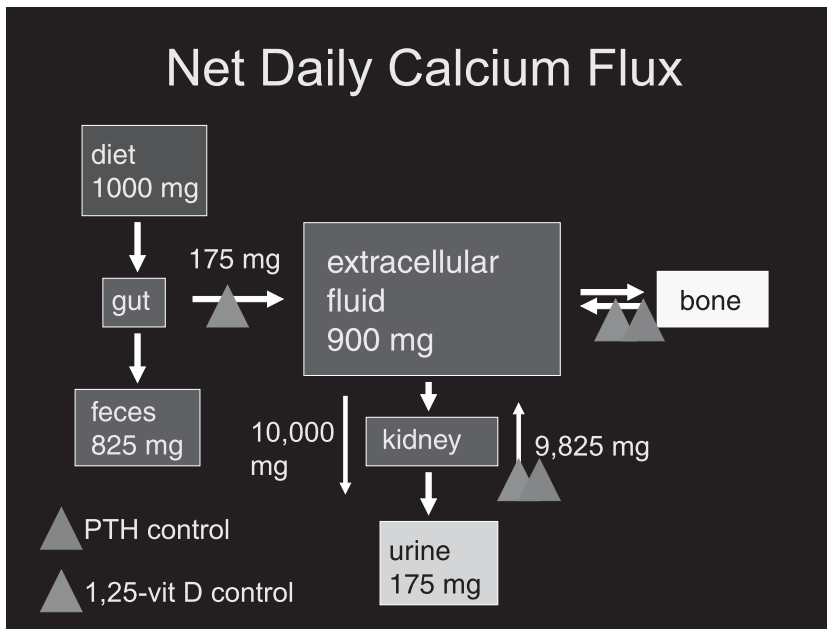 Net Daily Calcium Flux
diet
1000 mg
175 mg
gut
extracellular
fluid
900 mg
bone
feces
825 mg
10,000
mg
kidney
9,825 mg
urine
175 mg
PTH control
1,25-vit D control